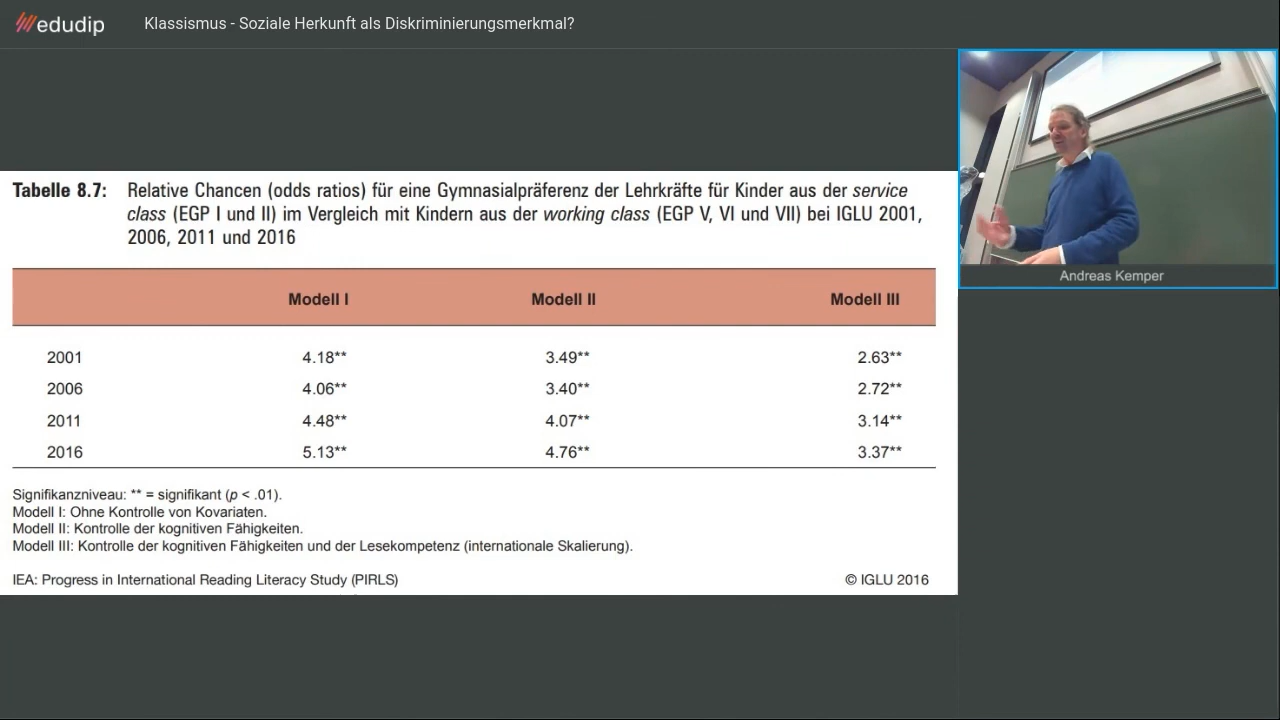 edudip
Klassismus - Soziale Herkunft als Diskriminierungsmerkmal?
Tabelle 8.7: Relative Chancen (odds ratios) für eine Gymnasialpräferenz der Lehrkräfte für Kinder aus der service
class (EGP I und II) im Vergleich mit Kindern aus der working class (EGP V, VI und VII) bei IGLU 2001,
2006, 2011 und 2016
Modell I Modell II Modell III
2001 4.18** 3.49** 2.63**
2006 4.06** 3.40** 2.72**
2011 4.48** 4.07** 3.14**
2016 5.13** 4.76** 3.37**
Signifikanzniveau: ** = signifikant (p < .01).
Modell I: Ohne Kontrolle von Kovariaten.
Modell II: Kontrolle der kognitiven Fähigkeiten.
Modell III: Kontrolle der kognitiven Fähigkeiten und der Lesekompetenz (internationale Skalierung).
IEA: Progress in International Reading Literacy Study (PIRLS) © IGLU 2016
Andreas Kemper